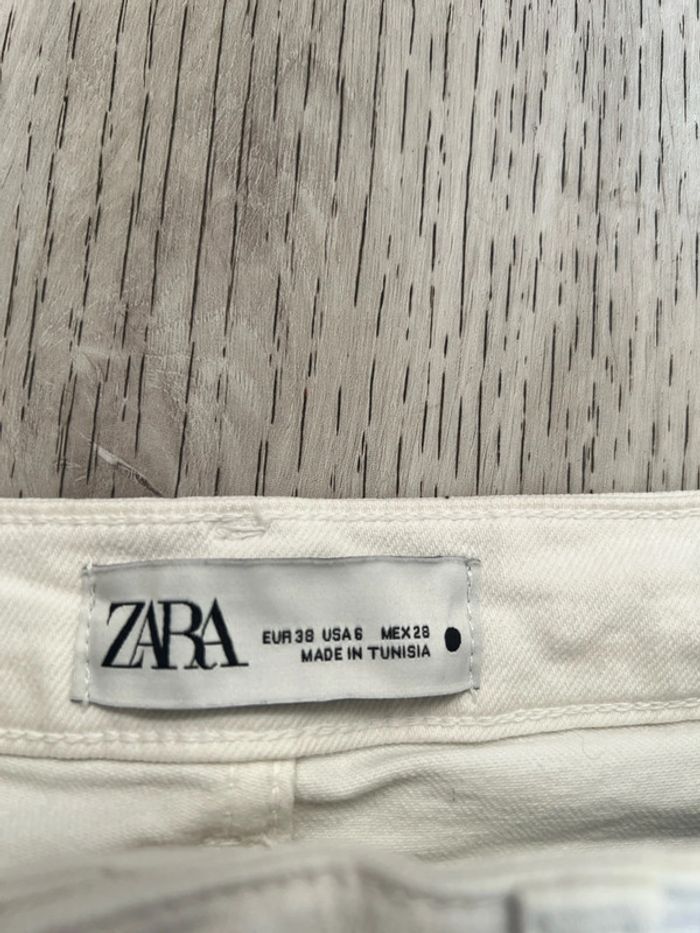 ZARA
EUR 38 USA 6 MEX 28
MADE IN TUNISIA